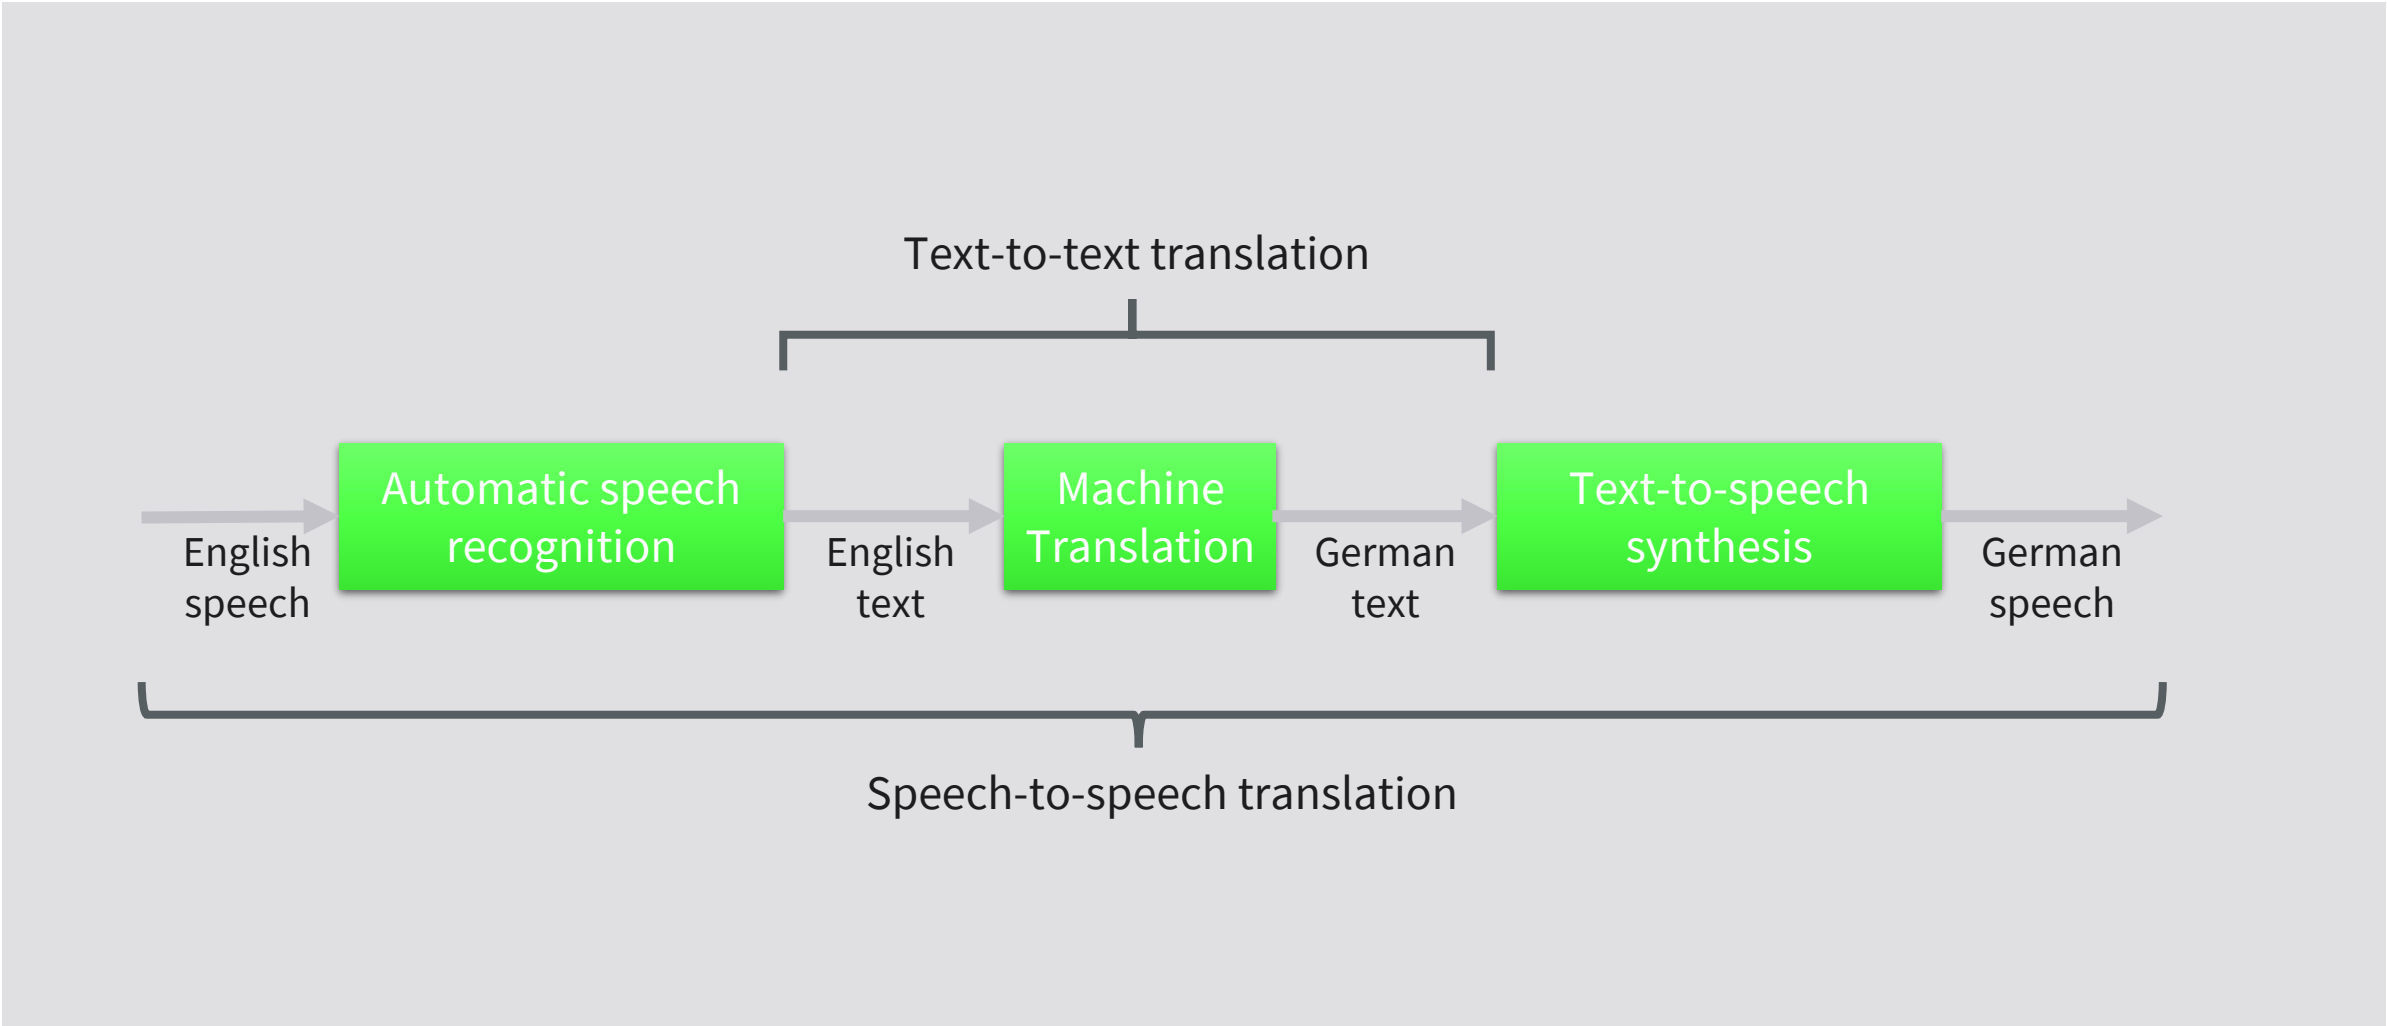 Text-to-text translation
Automatic speech
recognition
Machine
Translation
Text-to-speech
synthesis
English
speech
English
text
German
text
German
speech
Speech-to-speech translation